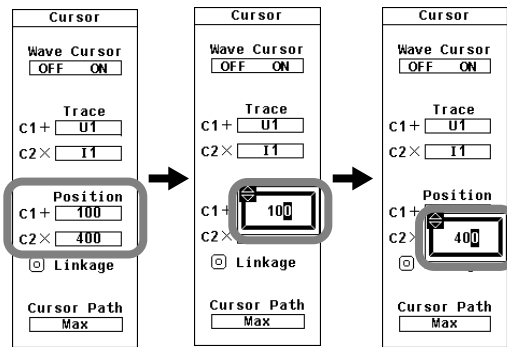 Cursor
Wave Cursor
OFF ON
Trace
C1+ U1
C2× I1
Position
C1+ 100
C2× 400
Linkage
Cursor Path
Max
Cursor
Wave Cursor
OFF ON
Trace
C1+ U1
C2× I1
C1+ 100
C2×
Linkage
Cursor Path
Max
Cursor
Wave Cursor
OFF ON
Trace
C1+ U1
C2× I1
Position
C1+
C2× 400
Cursor Path
Max